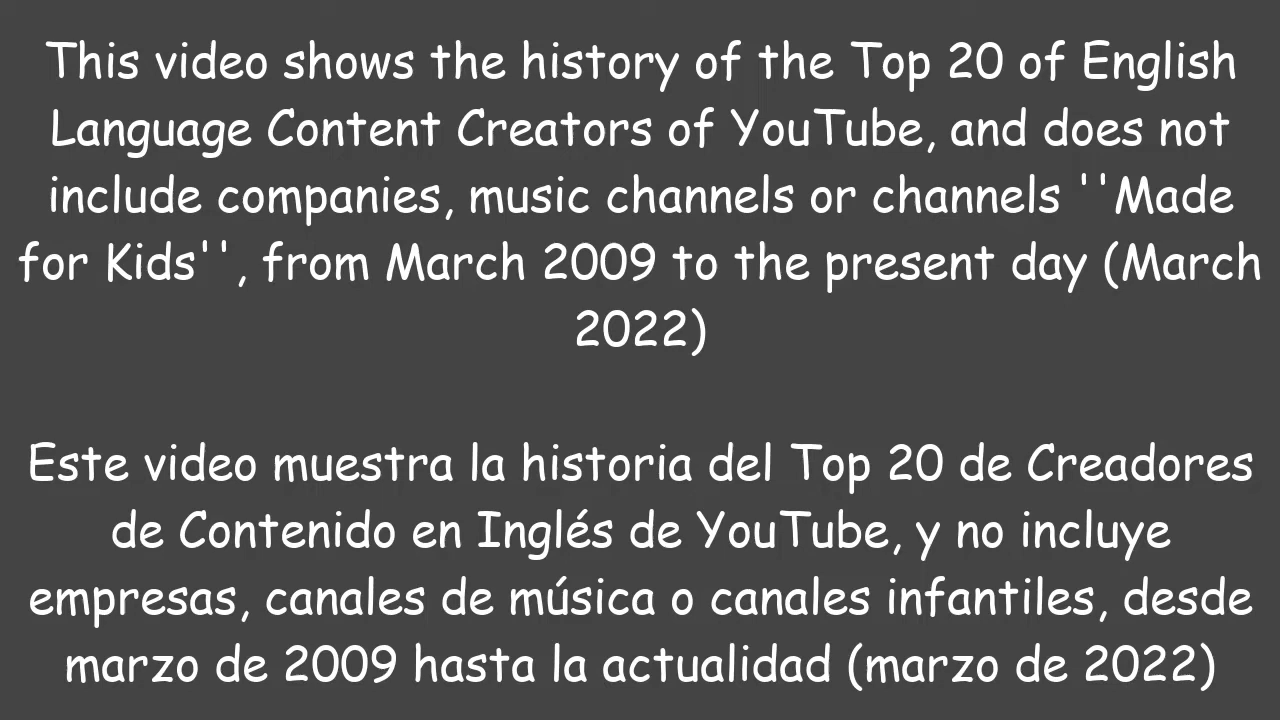 This video shows the history of the Top 20 of English
Language Content Creators of YouTube, and does not
include companies, music channels or channels ''Made
for Kids'', from March 2009 to the present day (March
2022)
Este video muestra la historia del Top 20 de Creadores
de Contenido en Inglés de YouTube, y no incluye
empresas, canales de música o canales infantiles, desde
marzo de 2009 hasta la actualidad (marzo de 2022)